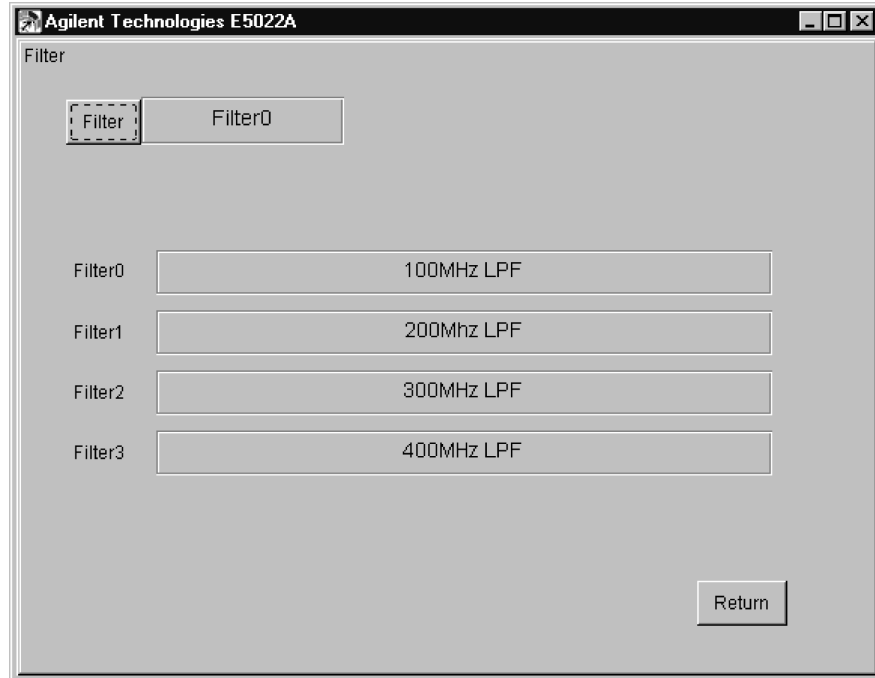 Agilent Technologies E5022A
Filter
Filter Filter0
Filter0 100MHz LPF
Filter1 200Mhz LPF
Filter2 300MHz LPF
Filter3 400MHz LPF
Return